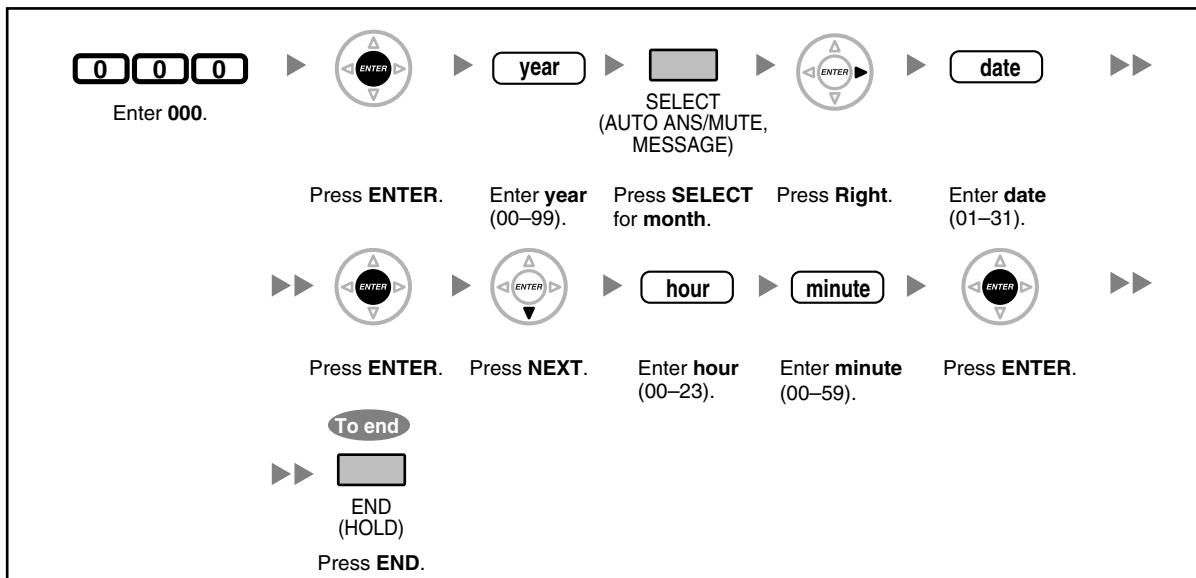 0 0 0
ENTER
year
ENTER
date
Enter 000.
SELECT
(AUTO ANS/MUTE,
MESSAGE)
Press ENTER.
Enter year
(00–99).
Press SELECT
for month.
Press Right.
Enter date
(01–31).
ENTER
ENTER
hour
minute
ENTER
Press ENTER.
Press NEXT.
Enter hour
(00–23).
Enter minute
(00–59).
Press ENTER.
To end
END
(HOLD)
Press END.